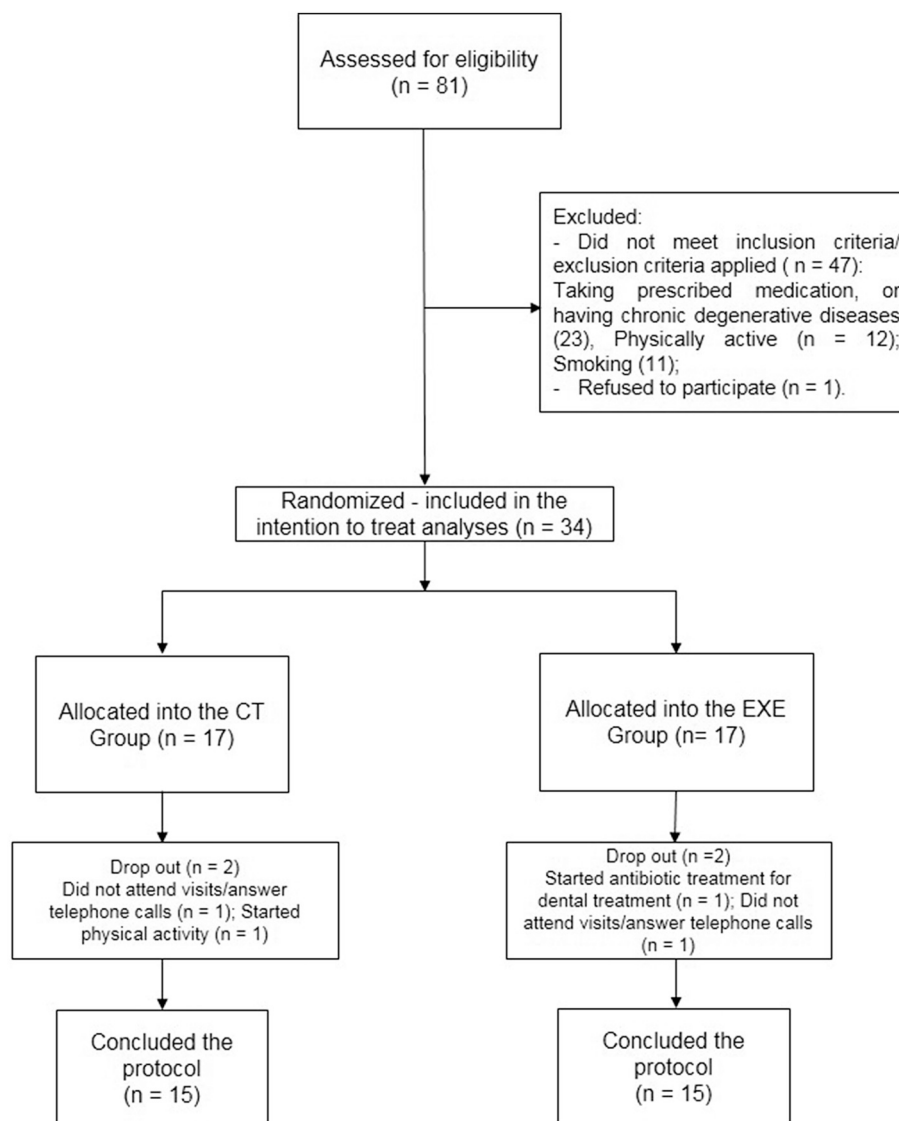 Assessed for eligibility
(n = 81)
Excluded:
- Did not meet inclusion criteria/
exclusion criteria applied ( n = 47):
Taking prescribed medication, or
having chronic degenerative diseases
(23), Physically active (n = 12);
Smoking (11);
- Refused to participate (n = 1).
Randomized - included in the
intention to treat analyses (n = 34)
Allocated into the CT
Group (n = 17)
Allocated into the EXE
Group (n= 17)
Drop out (n = 2)
Did not attend visits/answer
telephone calls (n = 1); Started
physical activity (n = 1)
Drop out (n =2)
Started antibiotic treatment for
dental treatment (n = 1); Did not
attend visits/answer telephone calls
(n = 1)
Concluded the
protocol
(n = 15)
Concluded the
protocol
(n = 15)